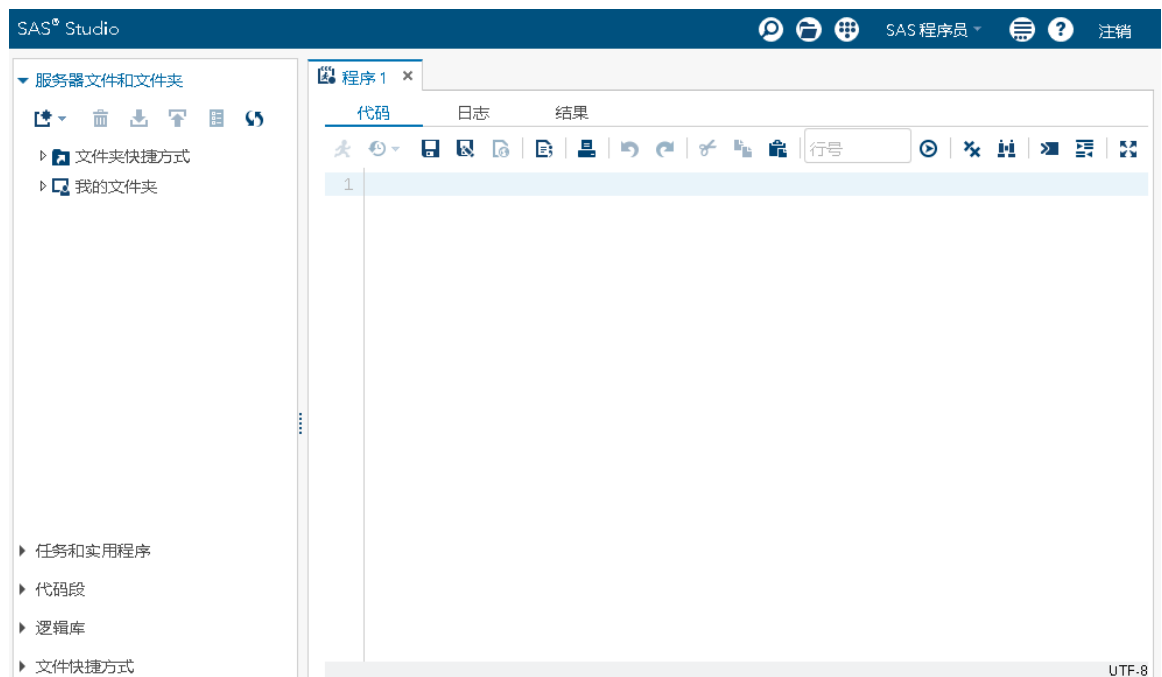 SAS® Studio
SAS 程序员
注销
服务器文件和文件夹
文件夹快捷方式
我的文件夹
任务和实用程序
代码段
逻辑库
文件快捷方式
程序 1
代码
日志
结果
行号
1
UTF-8